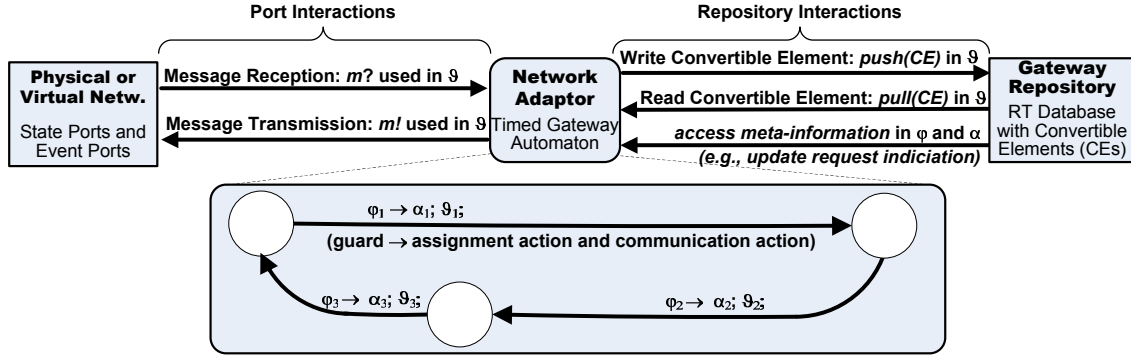 Port Interactions
Repository Interactions
Physical or
Virtual Netw.
State Ports and
Event Ports
Message Reception: m? used in ϑ
Message Transmission: m! used in ϑ
Network
Adaptor
Timed Gateway
Automaton
Write Convertible Element: push(CE) in ϑ
Read Convertible Element: pull(CE) in ϑ
access meta-information in φ and α
(e.g., update request indiciation)
Gateway
Repository
RT Database
with Convertible
Elements (CEs)
φ1 → α1; ϑ1;
(guard → assignment action and communication action)
φ3 → α3; ϑ3;
φ2 → α2; ϑ2;